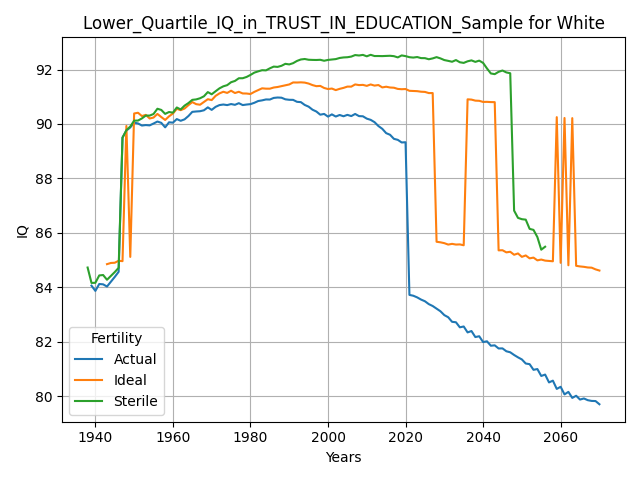 Lower_Quartile_IQ_in_TRUST_IN_EDUCATION_Sample for White
IQ
92
90
88
86
84
82
80
Fertility
Actual
Ideal
Sterile
1940 1960 1980 2000 2020 2040 2060
Years